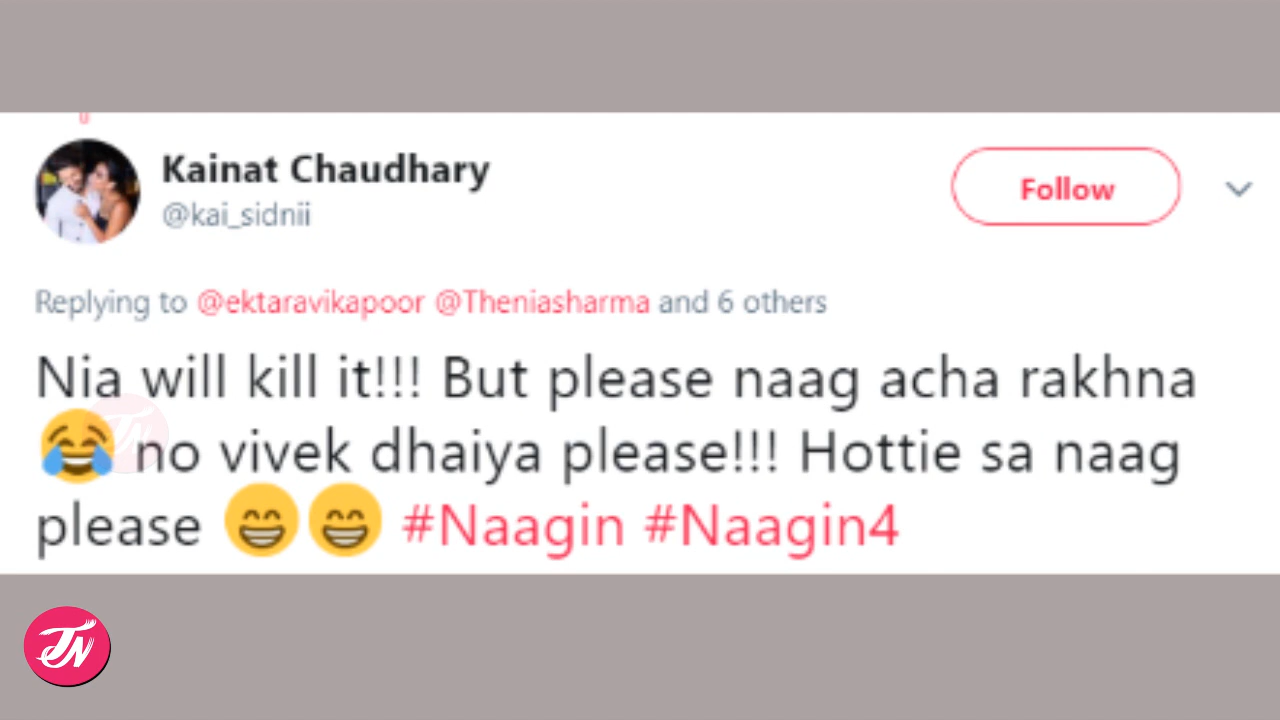 Kainat Chaudhary
@kai_sidnii
Follow
Replying to @ektaravikapoor @Theniasharma and 6 others
Nia will kill it!!! But please naag acha rakhna
😂 no vivek dhaiya please!!! Hottie sa naag
please 😁😁 #Naagin #Naagin4
TN